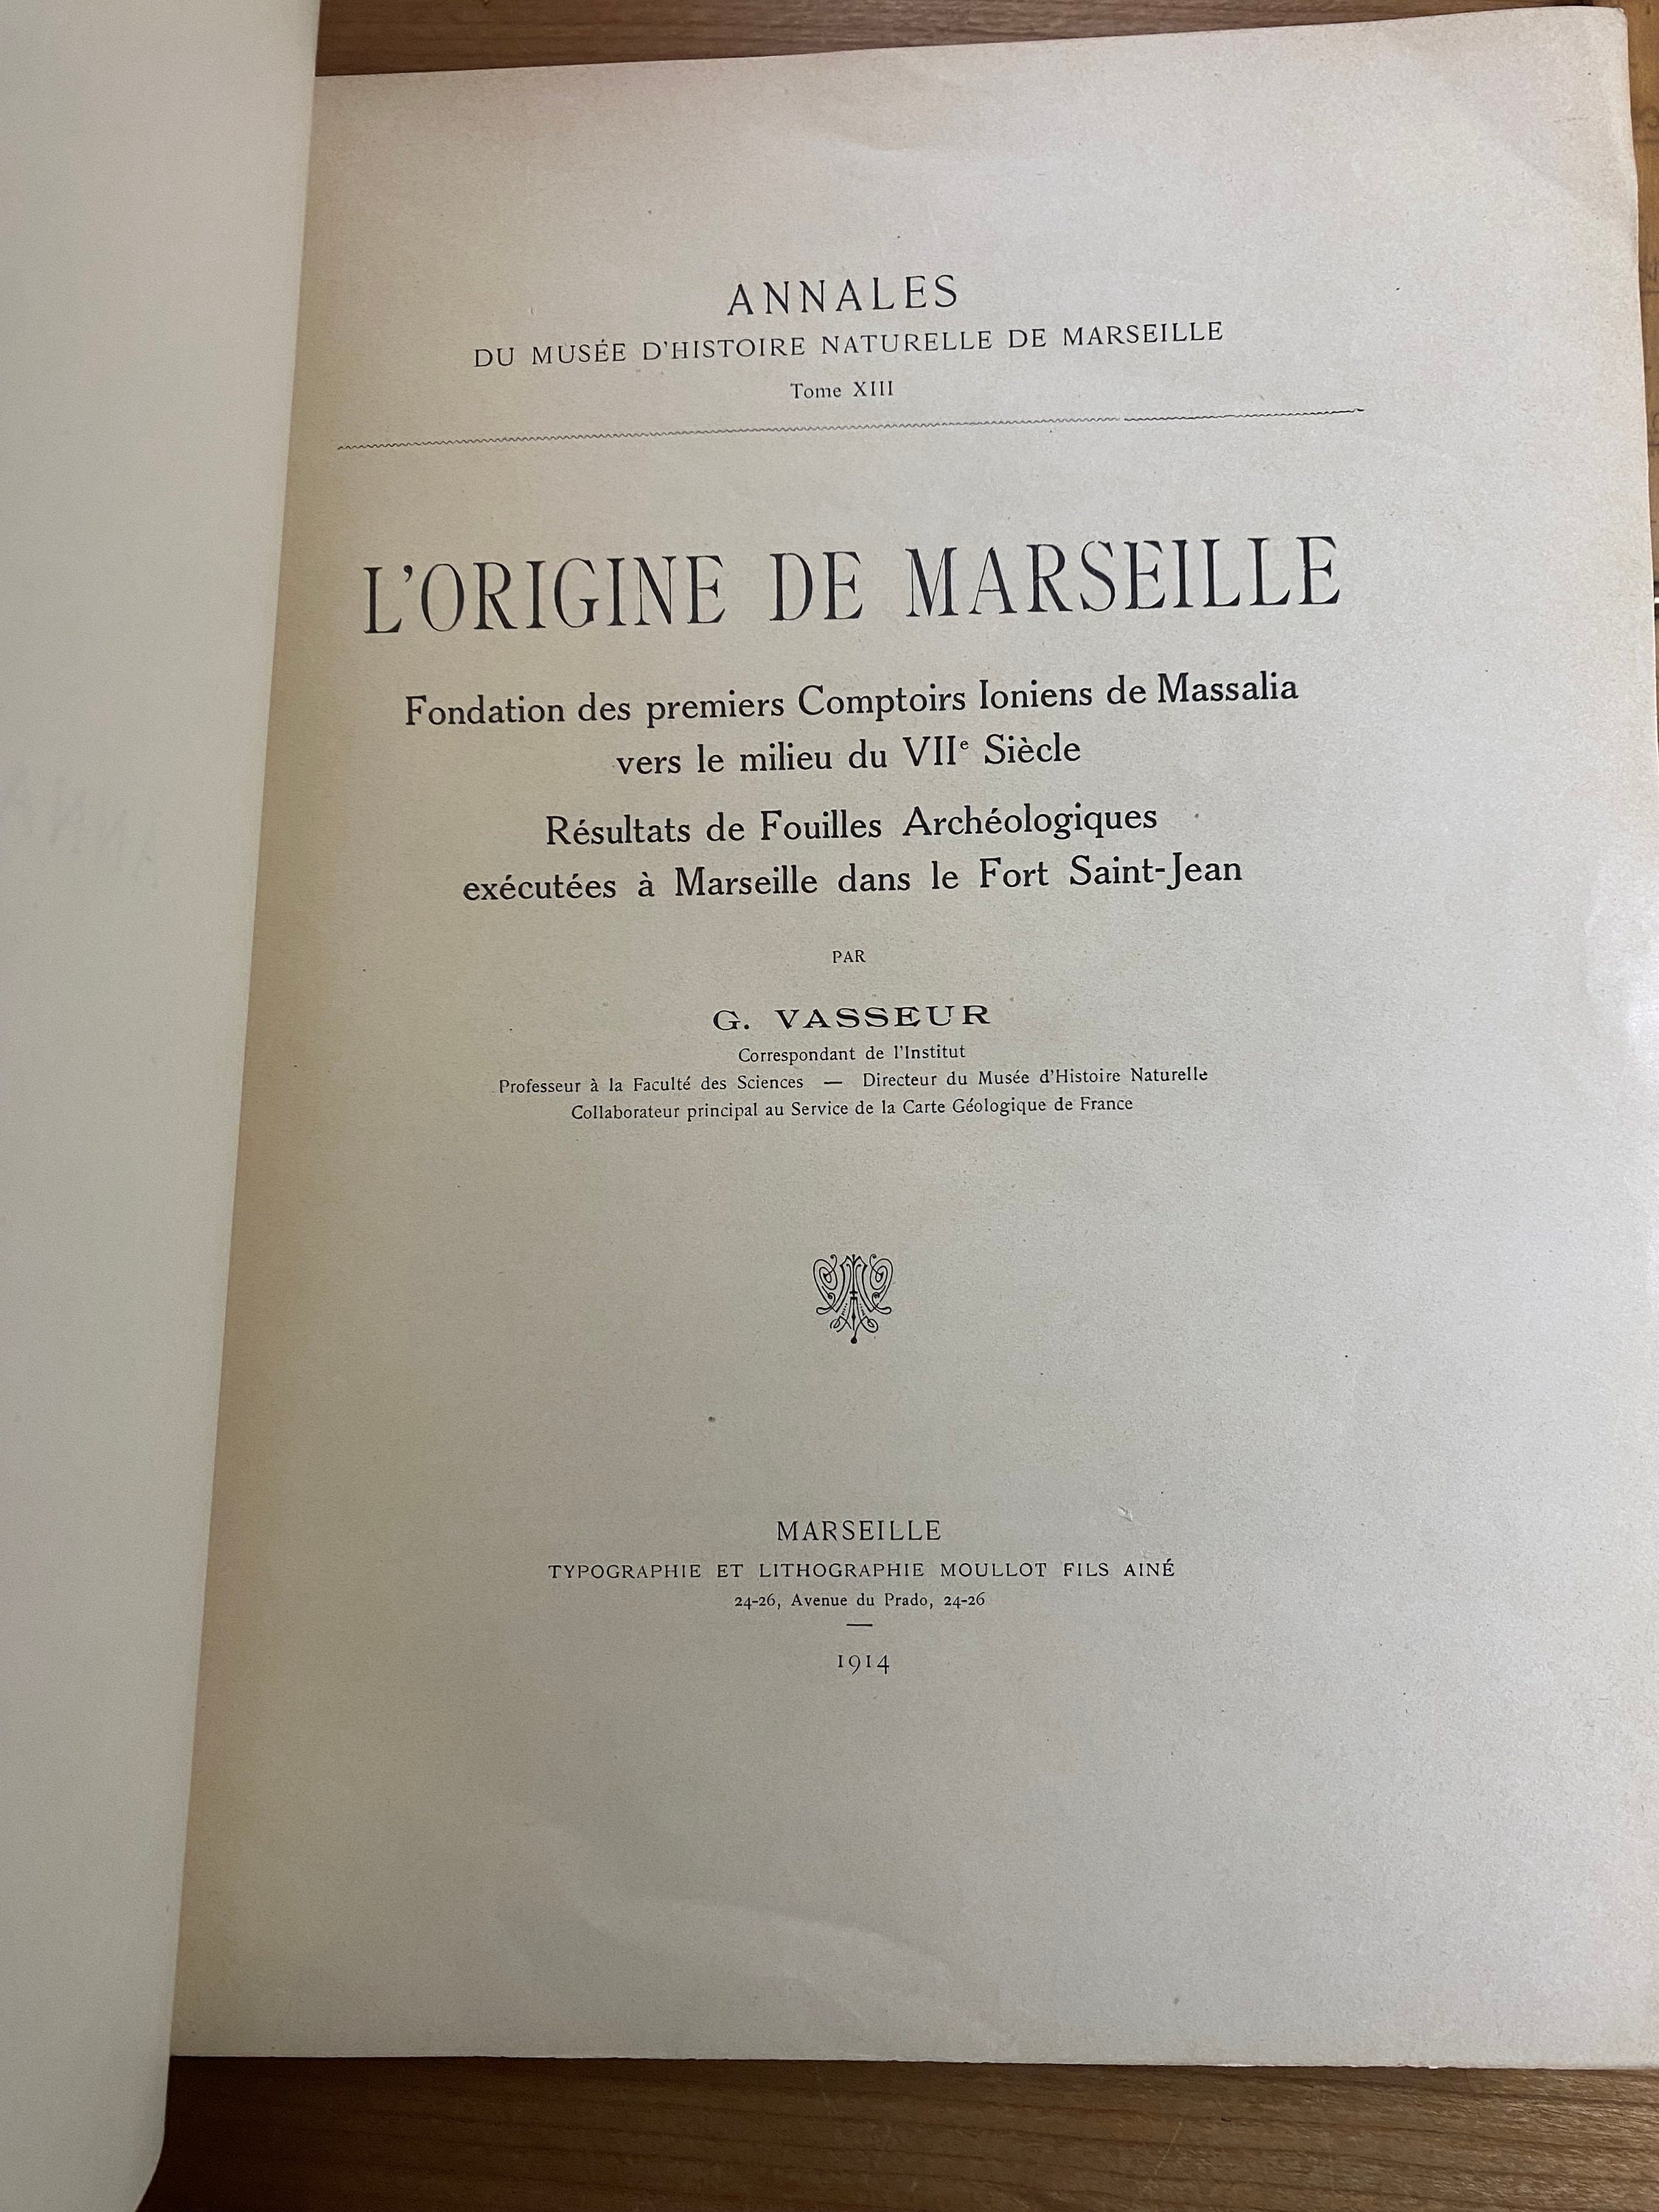 ANNALES
DU MUSÉE D'HISTOIRE NATURELLE DE MARSEILLE
Tome XIII
L'ORIGINE DE MARSEILLE
Fondation des premiers Comptoirs Ioniens de Massalia
vers le milieu du VIIe Siècle
Résultats de Fouilles Archéologiques
exécutées à Marseille dans le Fort Saint-Jean
PAR
G. VASSEUR
Correspondant de l'Institut
Professeur à la Faculté des Sciences — Directeur du Musée d'Histoire Naturelle
Collaborateur principal au Service de la Carte Géologique de France
MARSEILLE
TYPOGRAPHIE ET LITHOGRAPHIE MOULLOT FILS AINÉ
24-26, Avenue du Prado, 24-26
1914